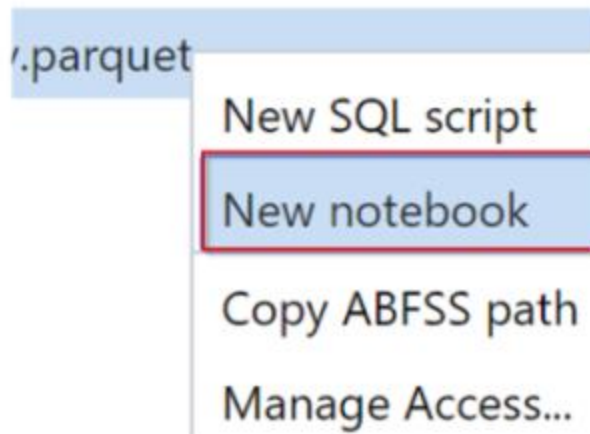 .parquet
New SQL script
New notebook
Copy ABFSS path
Manage Access...